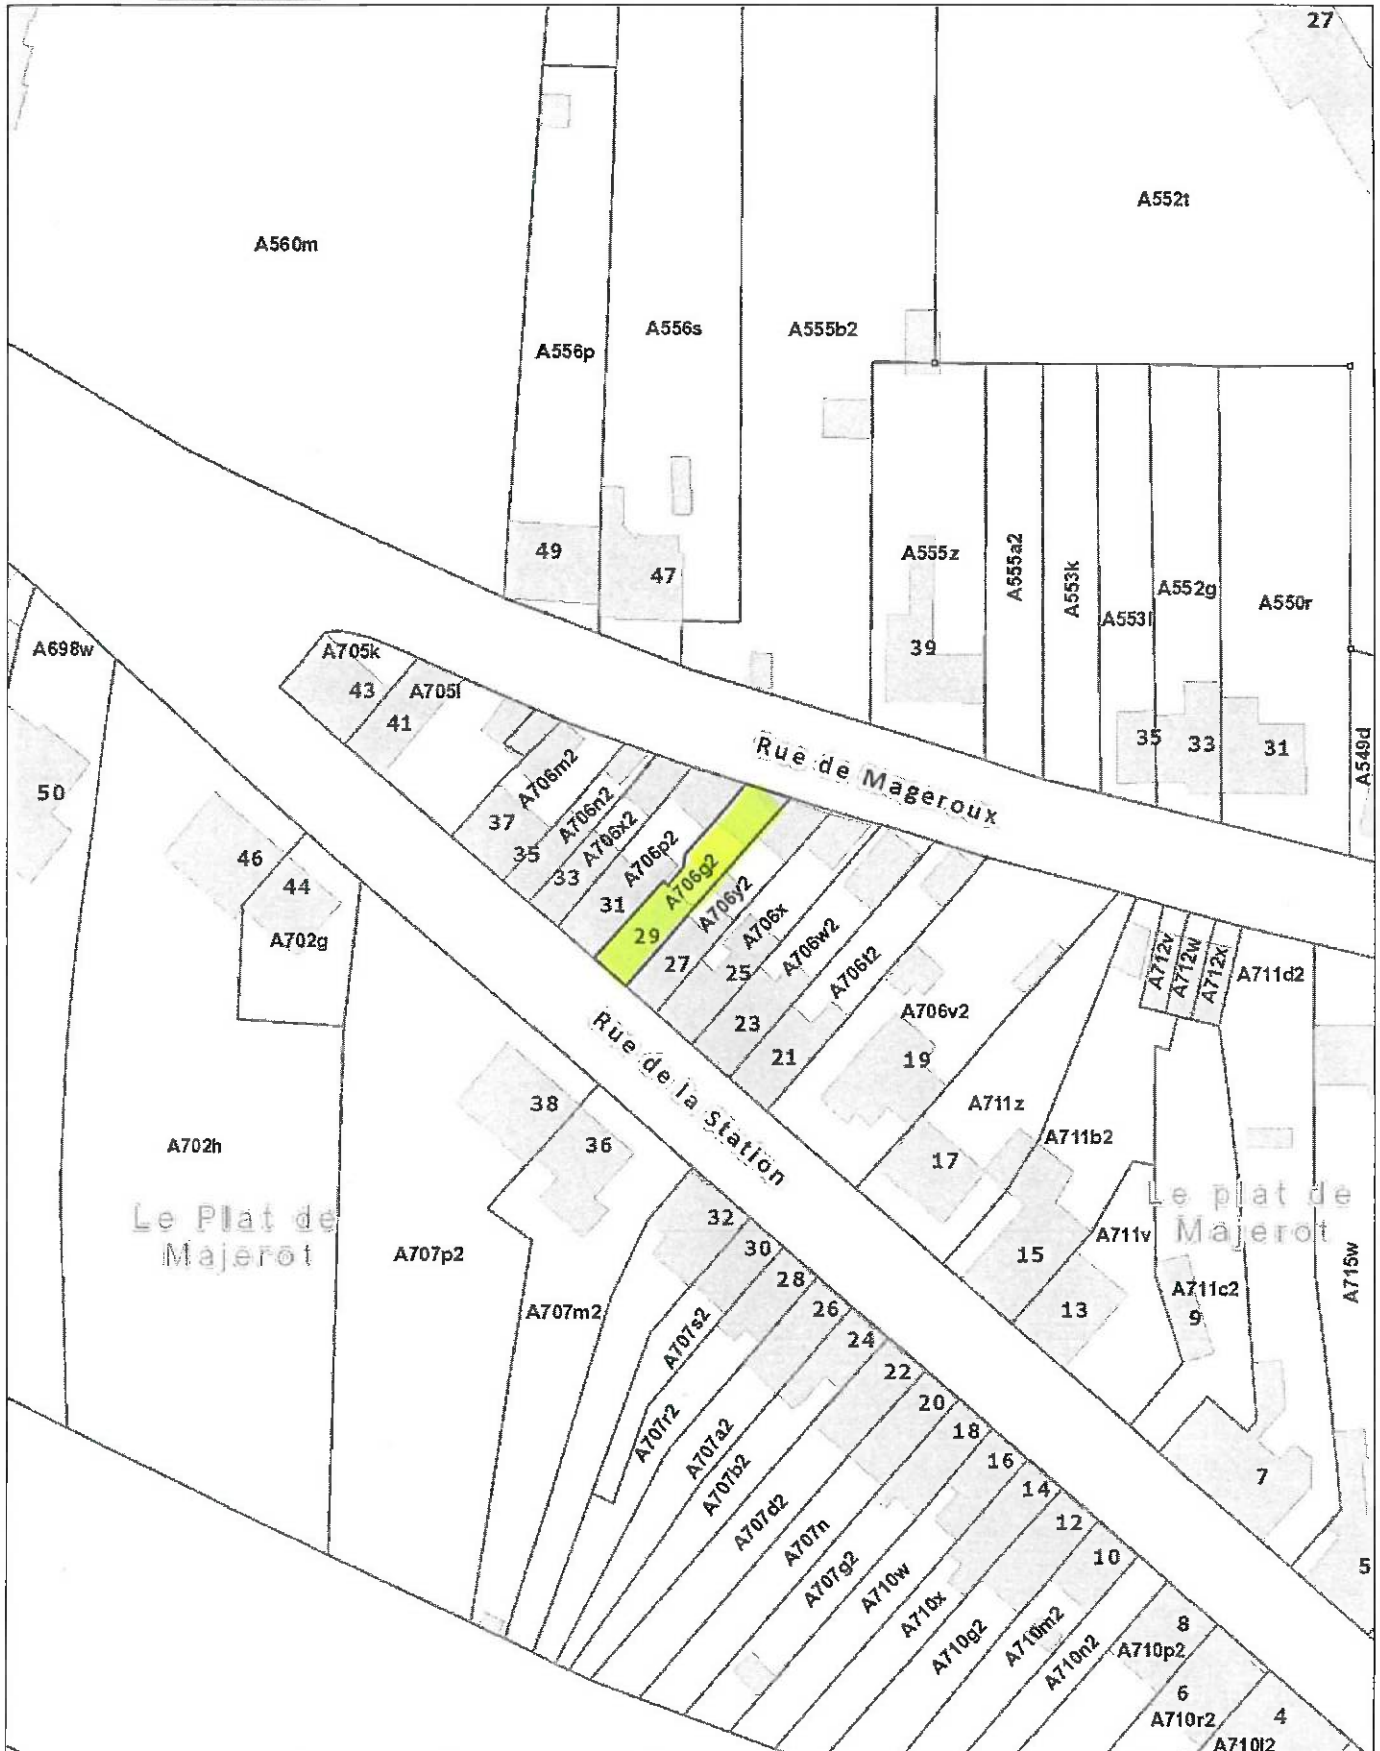 27
A552t
A560m
A556s
A555b2
A556p
49
47
A555z
A555a2
A553k
A553l
A552g
A550r
39
35
33
31
A549d
A698w
A705k
43
A705l
41
50
Rue de Mageroux
A706m2
37
A706n2
35
A706x2
33
A706p2
31
A706g2
29
A706y2
27
A706x
25
A706w2
23
A706t2
21
A706v2
19
46
44
A702g
A712v
A712w
A712x
A711d2
Rue de la Station
A711z
17
A711b2
38
36
A702h
Le Plat de
Majerot
A707p2
A707m2
Le plat de
Majerot
A711v
15
13
A711c2
9
A715w
32
30
28
26
24
22
20
18
16
14
12
10
A707s2
A707r2
A707a2
A707b2
A707d2
A707n
A707g2
A710w
A710x
A710g2
A710m2
A710n2
7
5
8
A710p2
6
A710r2
4
A710l2